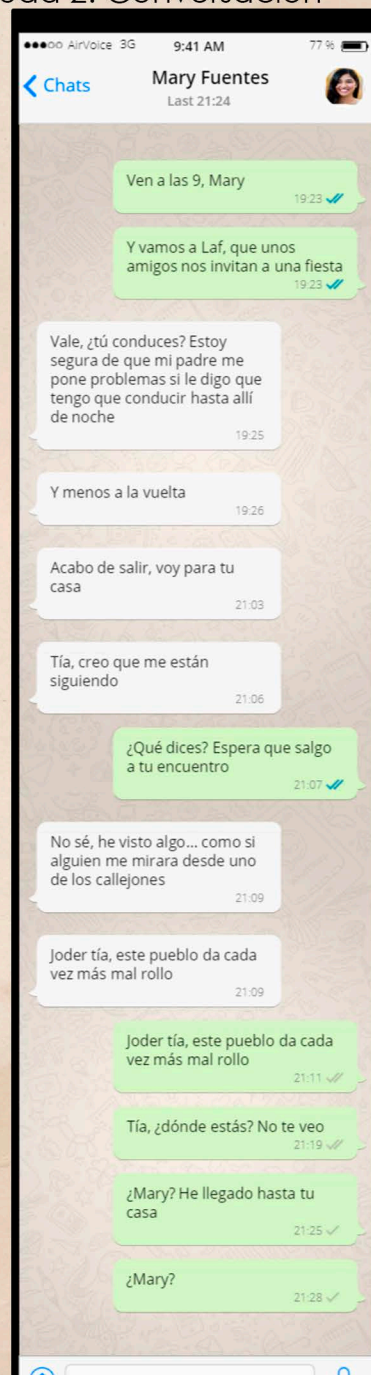 AirVoice 3G 9:41 AM 77 %
Chats Mary Fuentes
Last 21:24
Ven a las 9, Mary
19:23
Y vamos a Laf, que unos
amigos nos invitan a una fiesta
19:23
Vale, ¿tú conduces? Estoy
segura de que mi padre me
pone problemas si le digo que
tengo que conducir hasta allí
de noche
19:25
Y menos a la vuelta
19:26
Acabo de salir, voy para tu
casa
21:03
Tía, creo que me están
siguiendo
21:06
¿Qué dices? Espera que salgo
a tu encuentro
21:07
No sé, he visto algo... como si
alguien me mirara desde uno
de los callejones
21:09
Joder tía, este pueblo da cada
vez más mal rollo
21:09
Joder tía, este pueblo da cada
vez más mal rollo
21:11
Tía, ¿dónde estás? No te veo
21:19
¿Mary? He llegado hasta tu
casa
21:25
¿Mary?
21:28